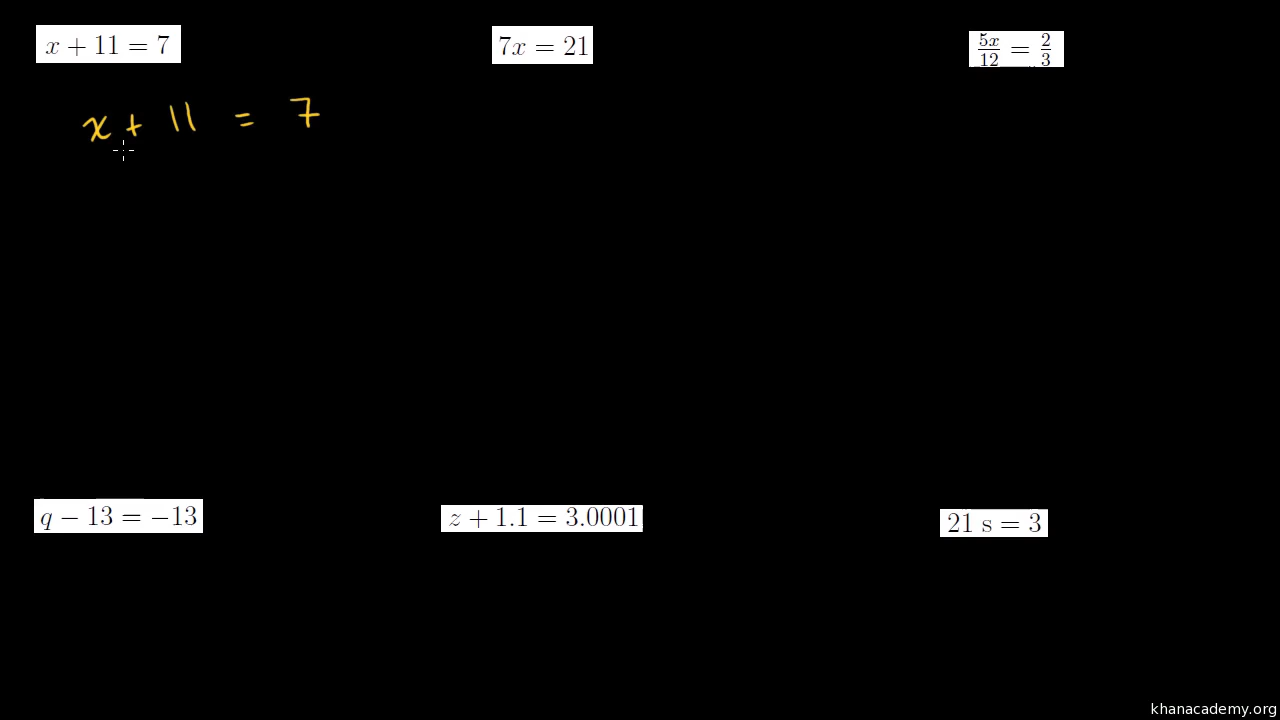 x + 11 = 7
7x = 21
5x/12 = 2/3
x + 11 = 7
q − 13 = −13
z + 1.1 = 3.0001
21 s = 3
khanacademy.org